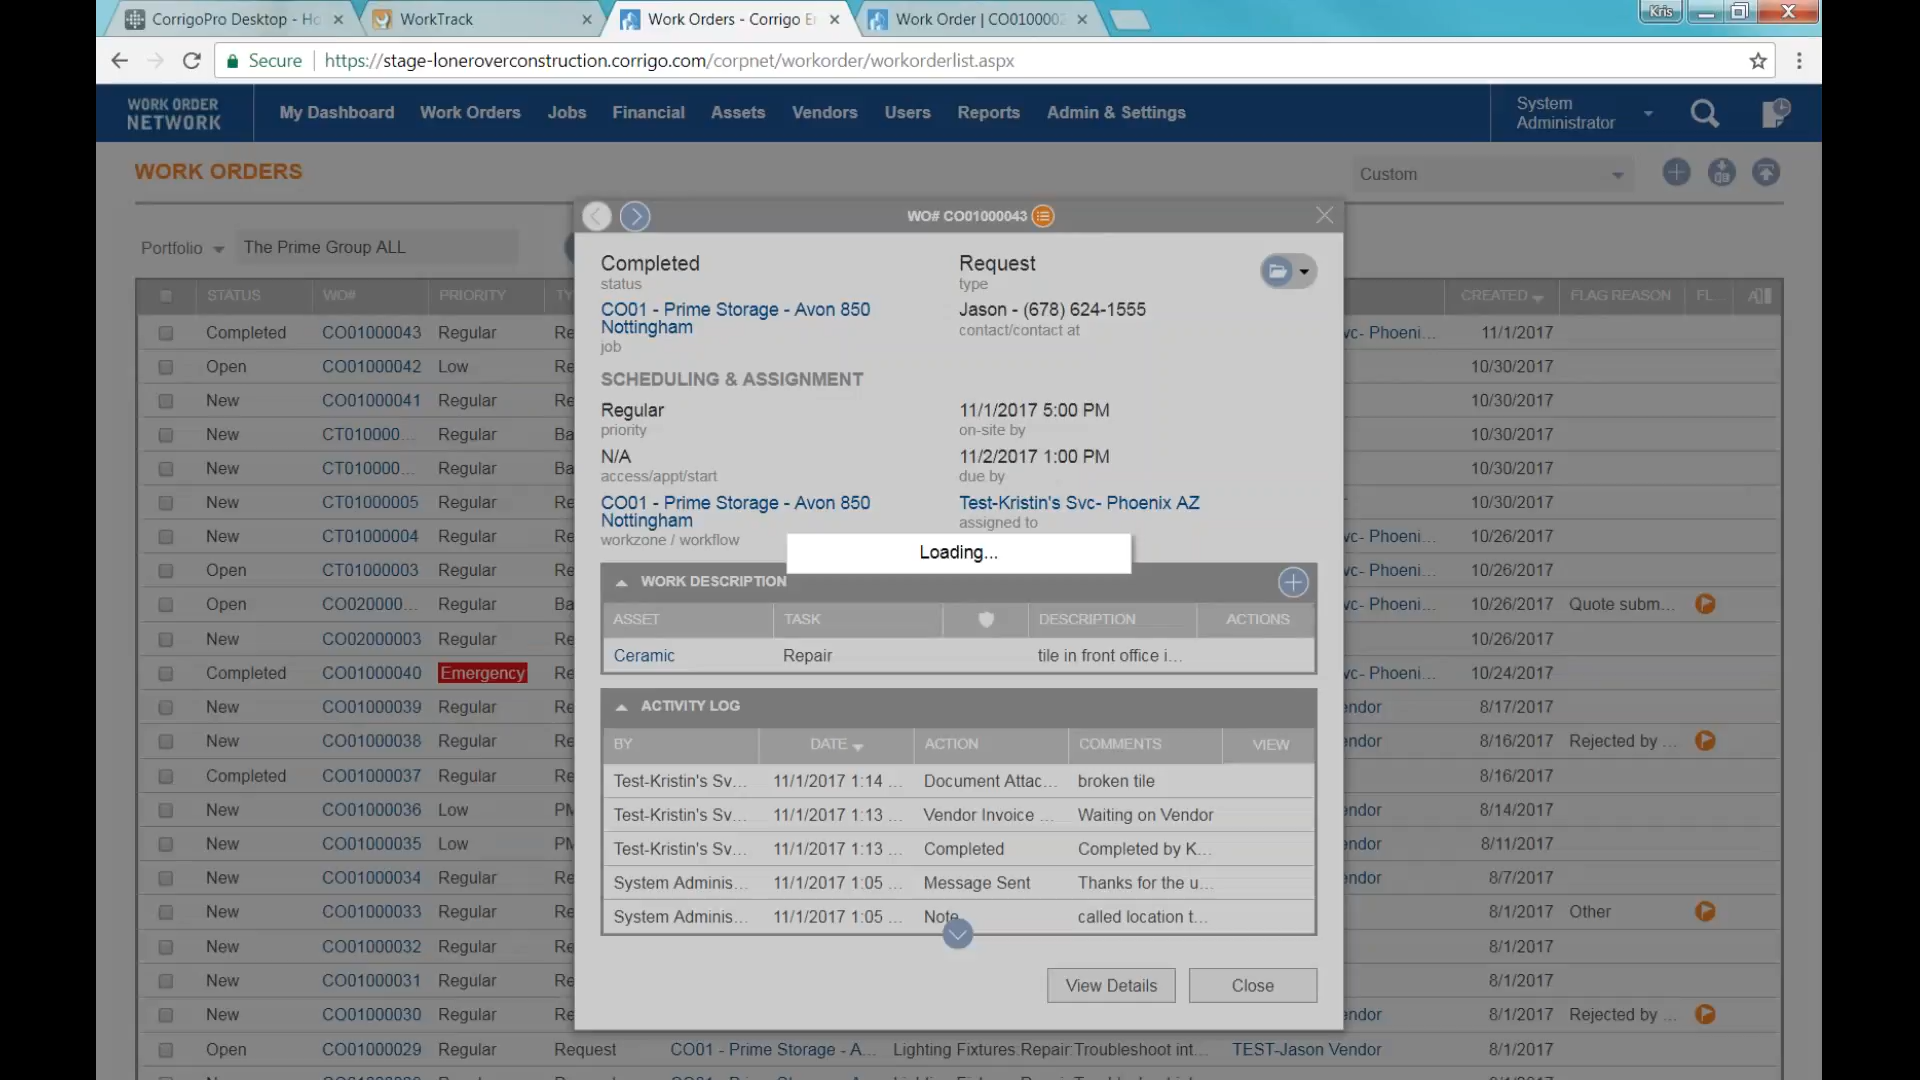 CorrigoPro Desktop - Ho
WorkTrack
Work Orders - Corrigo En
Work Order | CO0100002
Kris
Secure
https://stage-loneroverconstruction.corrigo.com/corpnet/workorder/workorderlist.aspx
WORK ORDER
NETWORK
My Dashboard Work Orders Jobs Financial Assets Vendors Users Reports Admin & Settings
System
Administrator
WORK ORDERS
Custom
Portfolio The Prime Group ALL
STATUS WO# PRIORITY TY CREATED FLAG REASON FL...
Completed CO01000043 Regular Re vc- Phoeni... 11/1/2017
Open CO01000042 Low Re 10/30/2017
New CO01000041 Regular Re 10/30/2017
New CT010000... Regular Ba 10/30/2017
New CT010000... Regular Ba 10/30/2017
New CT01000005 Regular Re 10/30/2017
New CT01000004 Regular Re vc- Phoeni... 10/26/2017
Open CT01000003 Regular Re vc- Phoeni... 10/26/2017
Open CO020000... Regular Ba vc- Phoeni... 10/26/2017 Quote subm...
New CO02000003 Regular Re 10/26/2017
Completed CO01000040 Emergency Re vc- Phoeni... 10/24/2017
New CO01000039 Regular Re endor 8/17/2017
New CO01000038 Regular Re endor 8/16/2017 Rejected by ...
Completed CO01000037 Regular Re 8/16/2017
New CO01000036 Low PM endor 8/14/2017
New CO01000035 Low PM endor 8/11/2017
New CO01000034 Regular Re endor 8/7/2017
New CO01000033 Regular Re 8/1/2017 Other
New CO01000032 Regular Re 8/1/2017
New CO01000031 Regular Re 8/1/2017
New CO01000030 Regular Re endor 8/1/2017 Rejected by ...
Open CO01000029 Regular Request CO01 - Prime Storage - A... Lighting Fixtures:Repair:Troubleshoot int... TEST-Jason Vendor 8/1/2017
WO# CO01000043
Completed
status
Request
type
CO01 - Prime Storage - Avon 850
Nottingham
job
Jason - (678) 624-1555
contact/contact at
SCHEDULING & ASSIGNMENT
Regular
priority
11/1/2017 5:00 PM
on-site by
N/A
access/appt/start
11/2/2017 1:00 PM
due by
CO01 - Prime Storage - Avon 850
Nottingham
workzone / workflow
Test-Kristin's Svc- Phoenix AZ
assigned to
Loading...
WORK DESCRIPTION
ASSET TASK DESCRIPTION ACTIONS
Ceramic Repair tile in front office i...
ACTIVITY LOG
BY DATE ACTION COMMENTS VIEW
Test-Kristin's Sv... 11/1/2017 1:14 ... Document Attac... broken tile
Test-Kristin's Sv... 11/1/2017 1:13 ... Vendor Invoice ... Waiting on Vendor
Test-Kristin's Sv... 11/1/2017 1:13 ... Completed Completed by K...
System Adminis... 11/1/2017 1:05 ... Message Sent Thanks for the u...
System Adminis... 11/1/2017 1:05 ... Note called location t...
View Details Close